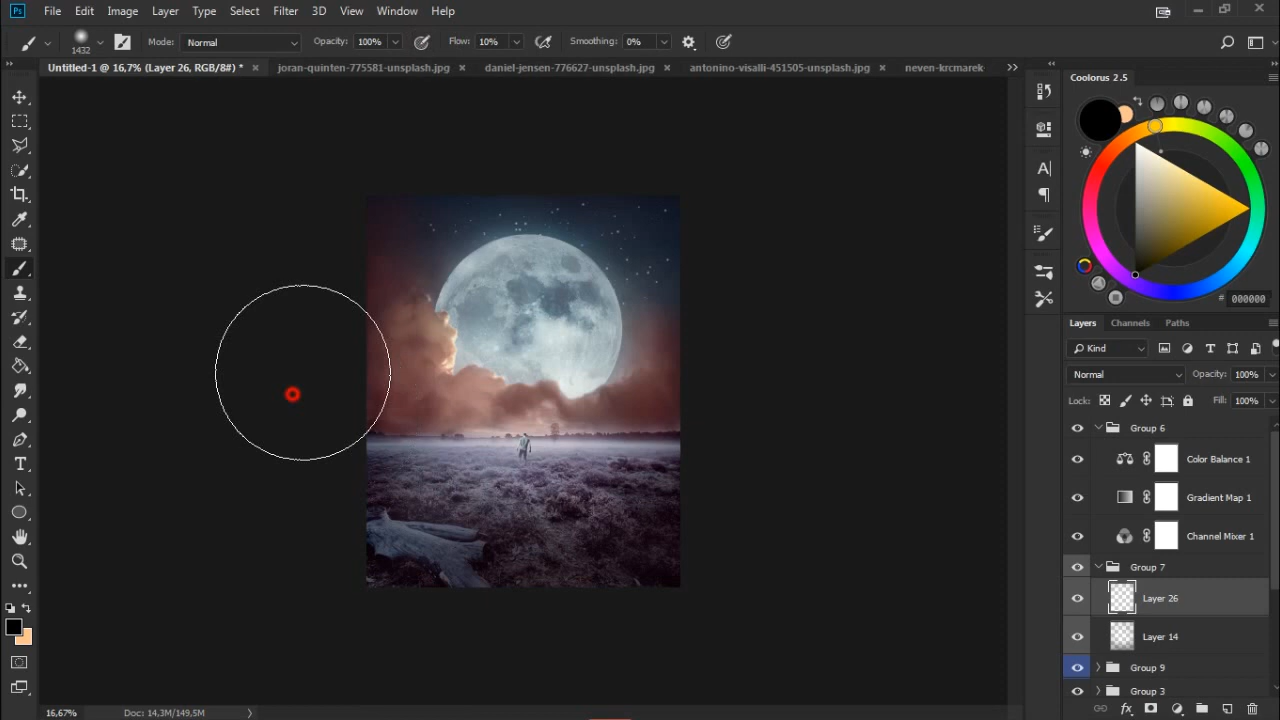 Ps File Edit Image Layer Type Select Filter 3D View Window Help
1432 Mode: Normal Opacity: 100% Flow: 10% Smoothing: 0%
Untitled-1 @ 16,7% (Layer 26, RGB/8#) * joran-quinten-775581-unsplash.jpg daniel-jensen-776627-unsplash.jpg antonino-visalli-451505-unsplash.jpg neven-krcmarek
Coolorus 2.5
# 000000
Layers Channels Paths
Kind
Normal Opacity: 100%
Lock: Fill: 100%
Group 6
Color Balance 1
Gradient Map 1
Channel Mixer 1
Group 7
Layer 26
Layer 14
Group 9
Group 3
16,67% Doc: 14,3M/149,5M